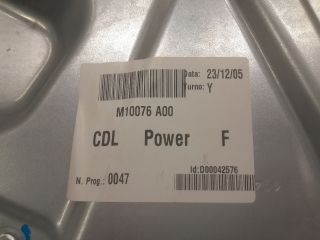 Data: 23/12/05
Turno: Y
M10076 A00
CDL Power F
Id:D00042576
N. Prog.: 0047